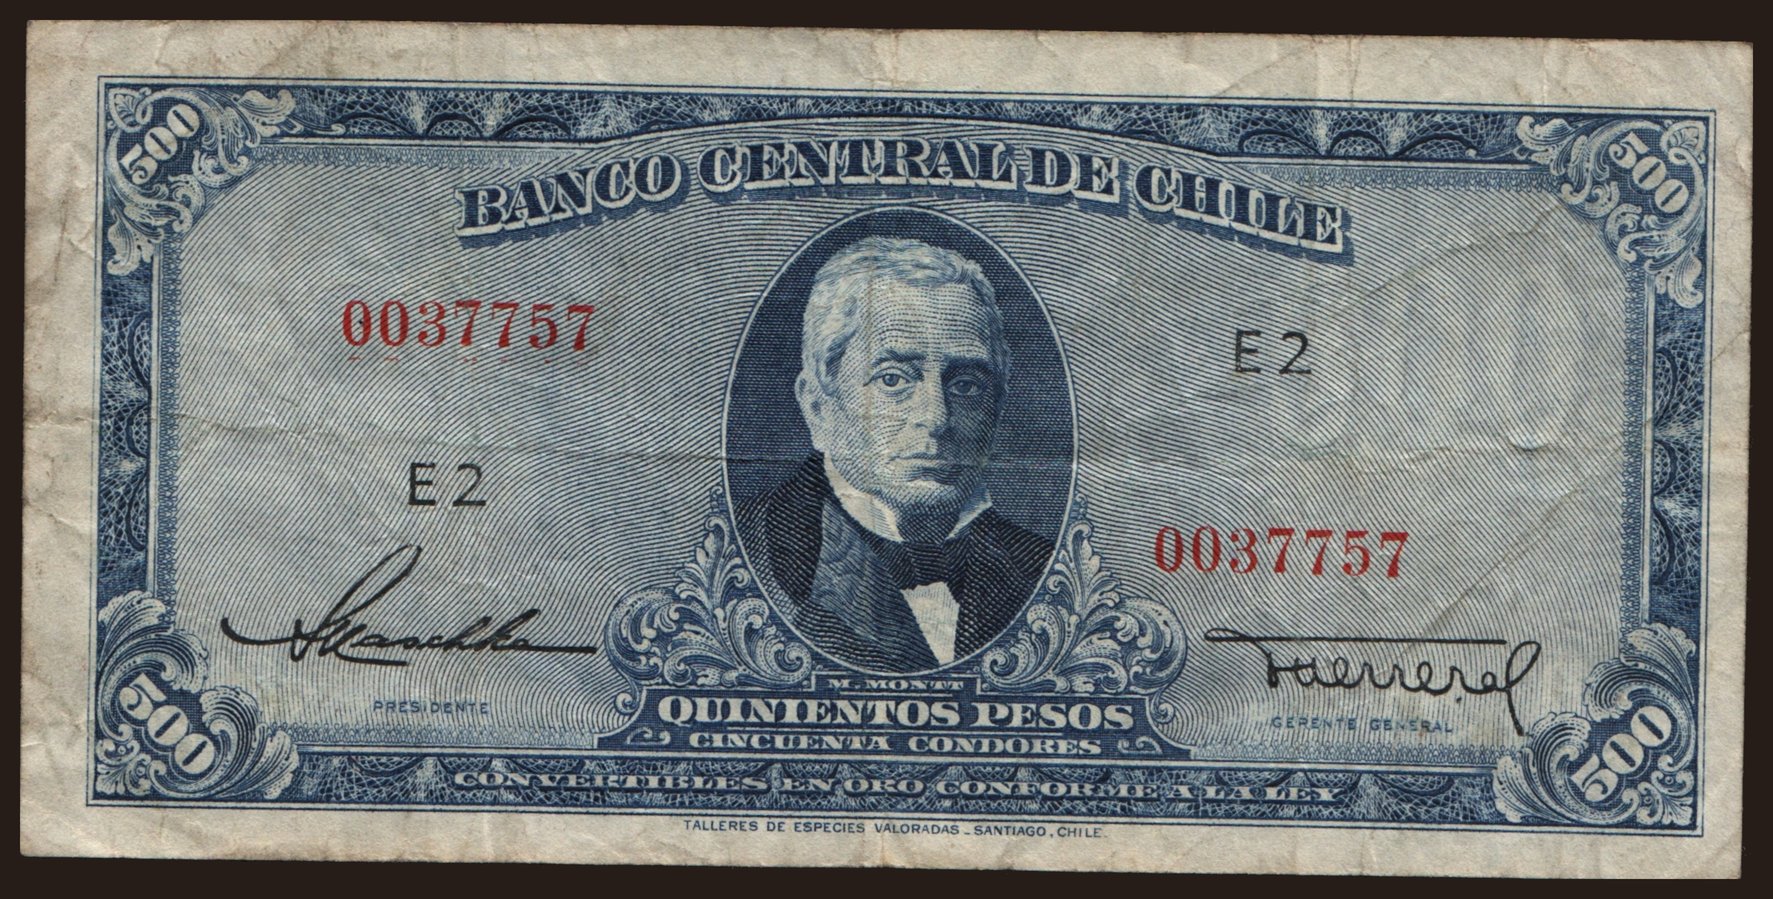 500
500
BANCO CENTRAL DE CHILE
0037757
E2
E2
0037757
PRESIDENTE
GERENTE GENERAL
M. MONTT
QUINIENTOS PESOS
CINCUENTA CONDORES
500
500
CONVERTIBLES EN ORO CONFORME A LA LEY
TALLERES DE ESPECIES VALORADAS - SANTIAGO, CHILE.